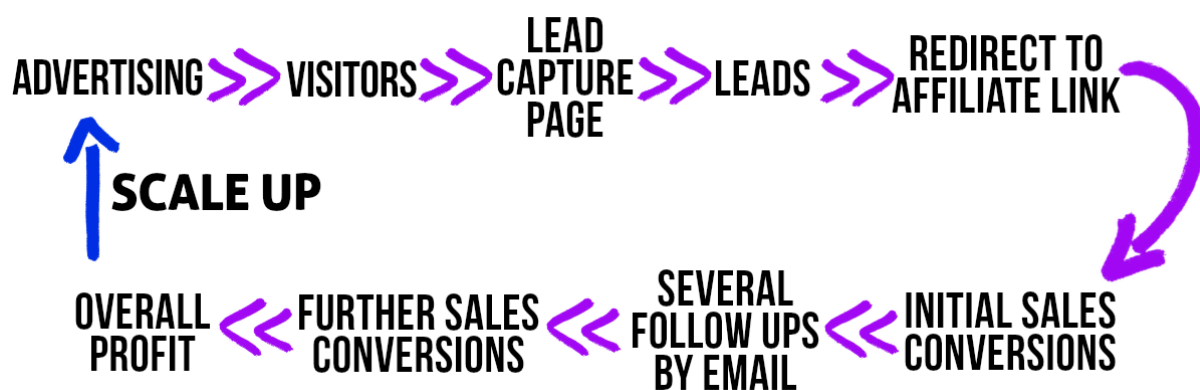 ADVERTISING
VISITORS
LEAD
CAPTURE
PAGE
LEADS
REDIRECT TO
AFFILIATE LINK
INITIAL SALES
CONVERSIONS
SEVERAL
FOLLOW UPS
BY EMAIL
FURTHER SALES
CONVERSIONS
OVERALL
PROFIT
SCALE UP